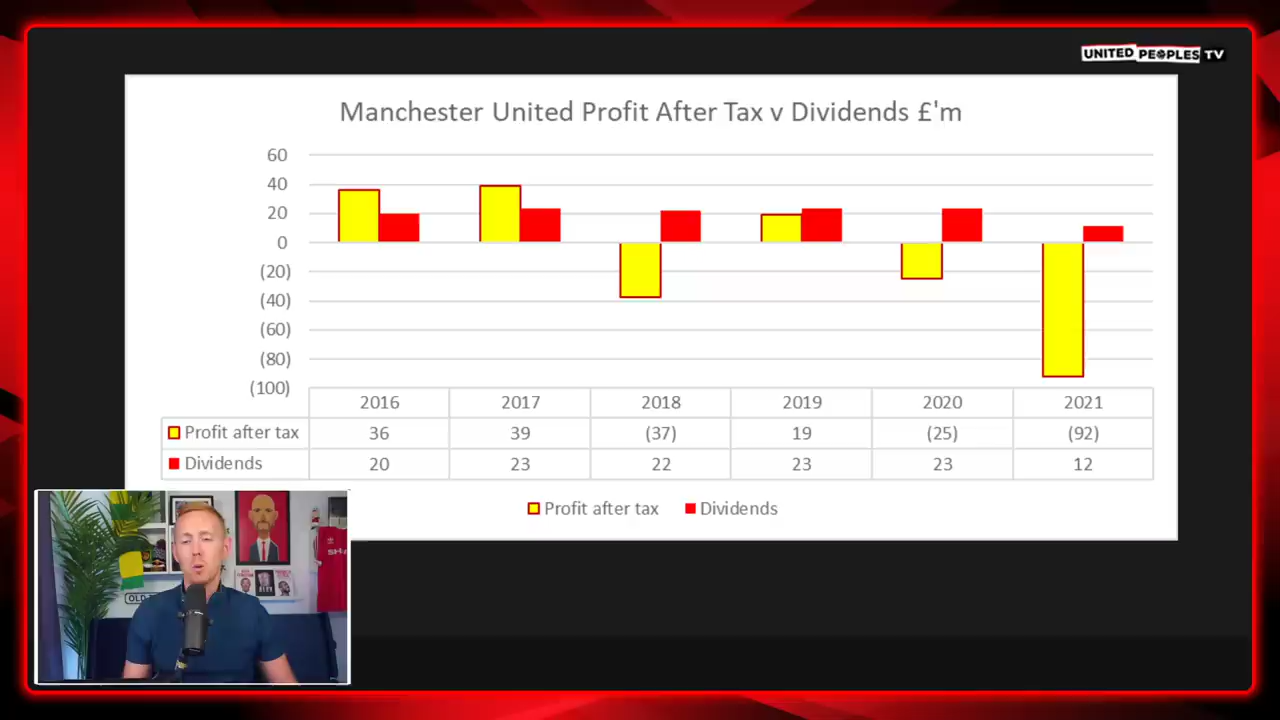 UNITED PEOPLES TV
Manchester United Profit After Tax v Dividends £'m
60
40
20
0
(20)
(40)
(60)
(80)
(100)
2016 2017 2018 2019 2020 2021
Profit after tax 36 39 (37) 19 (25) (92)
Dividends 20 23 22 23 23 12
Profit after tax Dividends